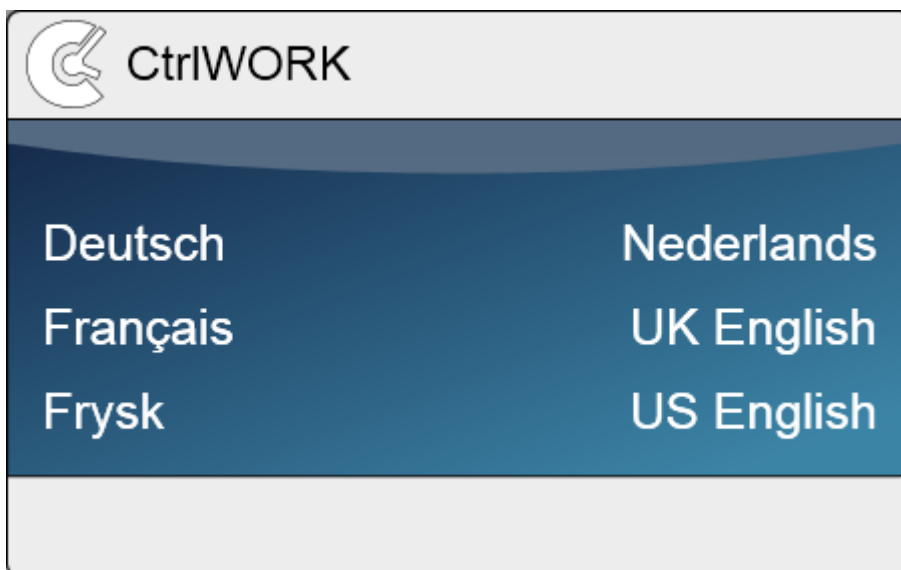 CtrlWORK
Deutsch Nederlands
Français UK English
Frysk US English